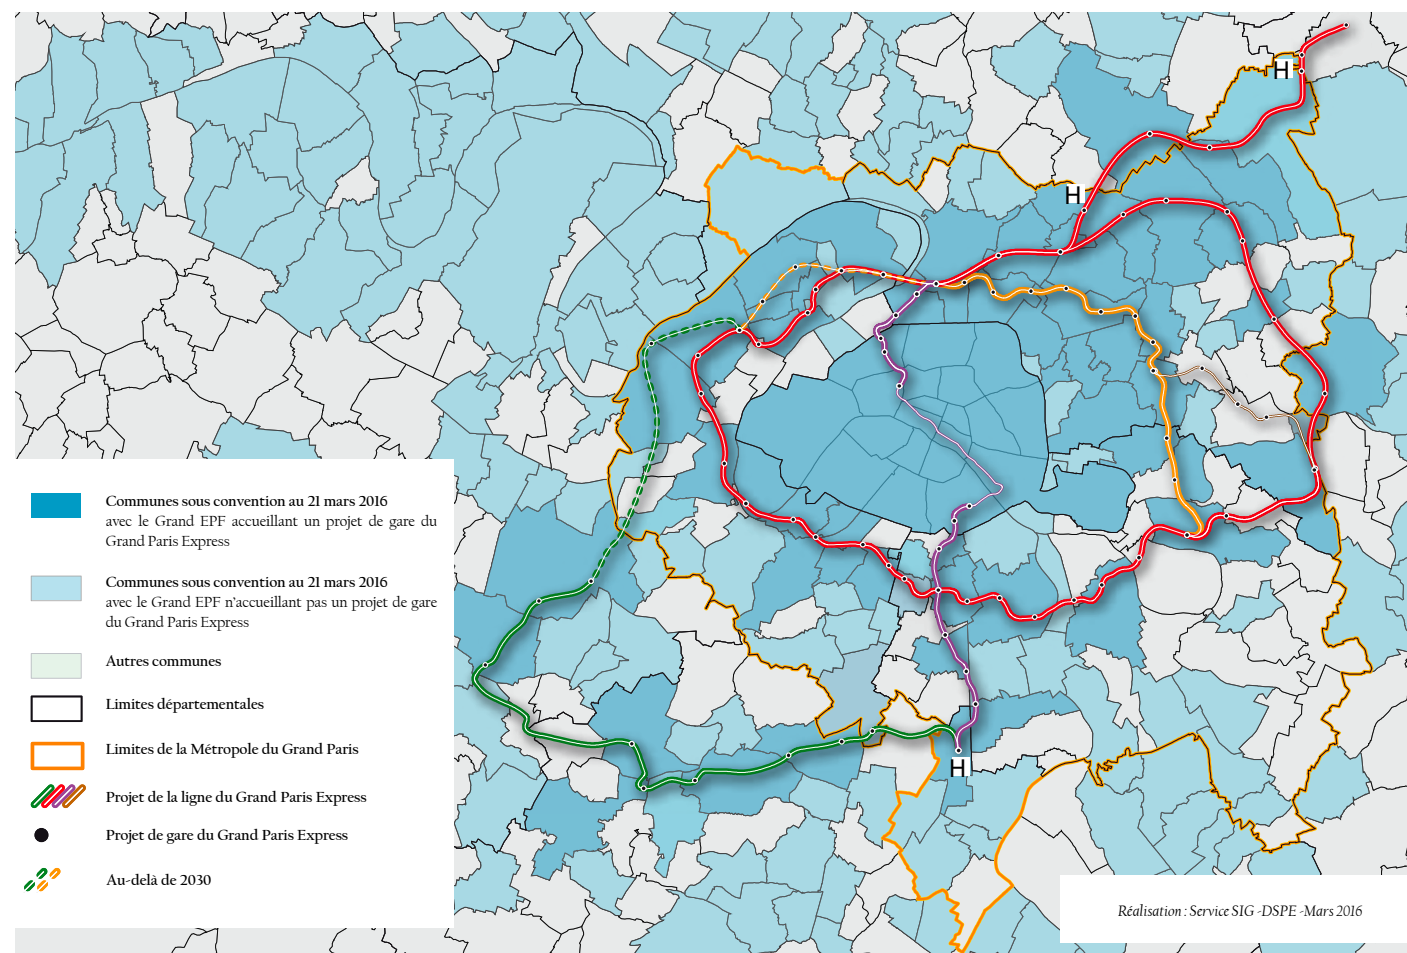 H
H
Communes sous convention au 21 mars 2016
avec le Grand EPF accueillant un projet de gare du
Grand Paris Express
Communes sous convention au 21 mars 2016
avec le Grand EPF n'accueillant pas un projet de gare
du Grand Paris Express
Autres communes
Limites départementales
Limites de la Métropole du Grand Paris
Projet de la ligne du Grand Paris Express
Projet de gare du Grand Paris Express
Au-delà de 2030
H
Réalisation : Service SIG -DSPE -Mars 2016